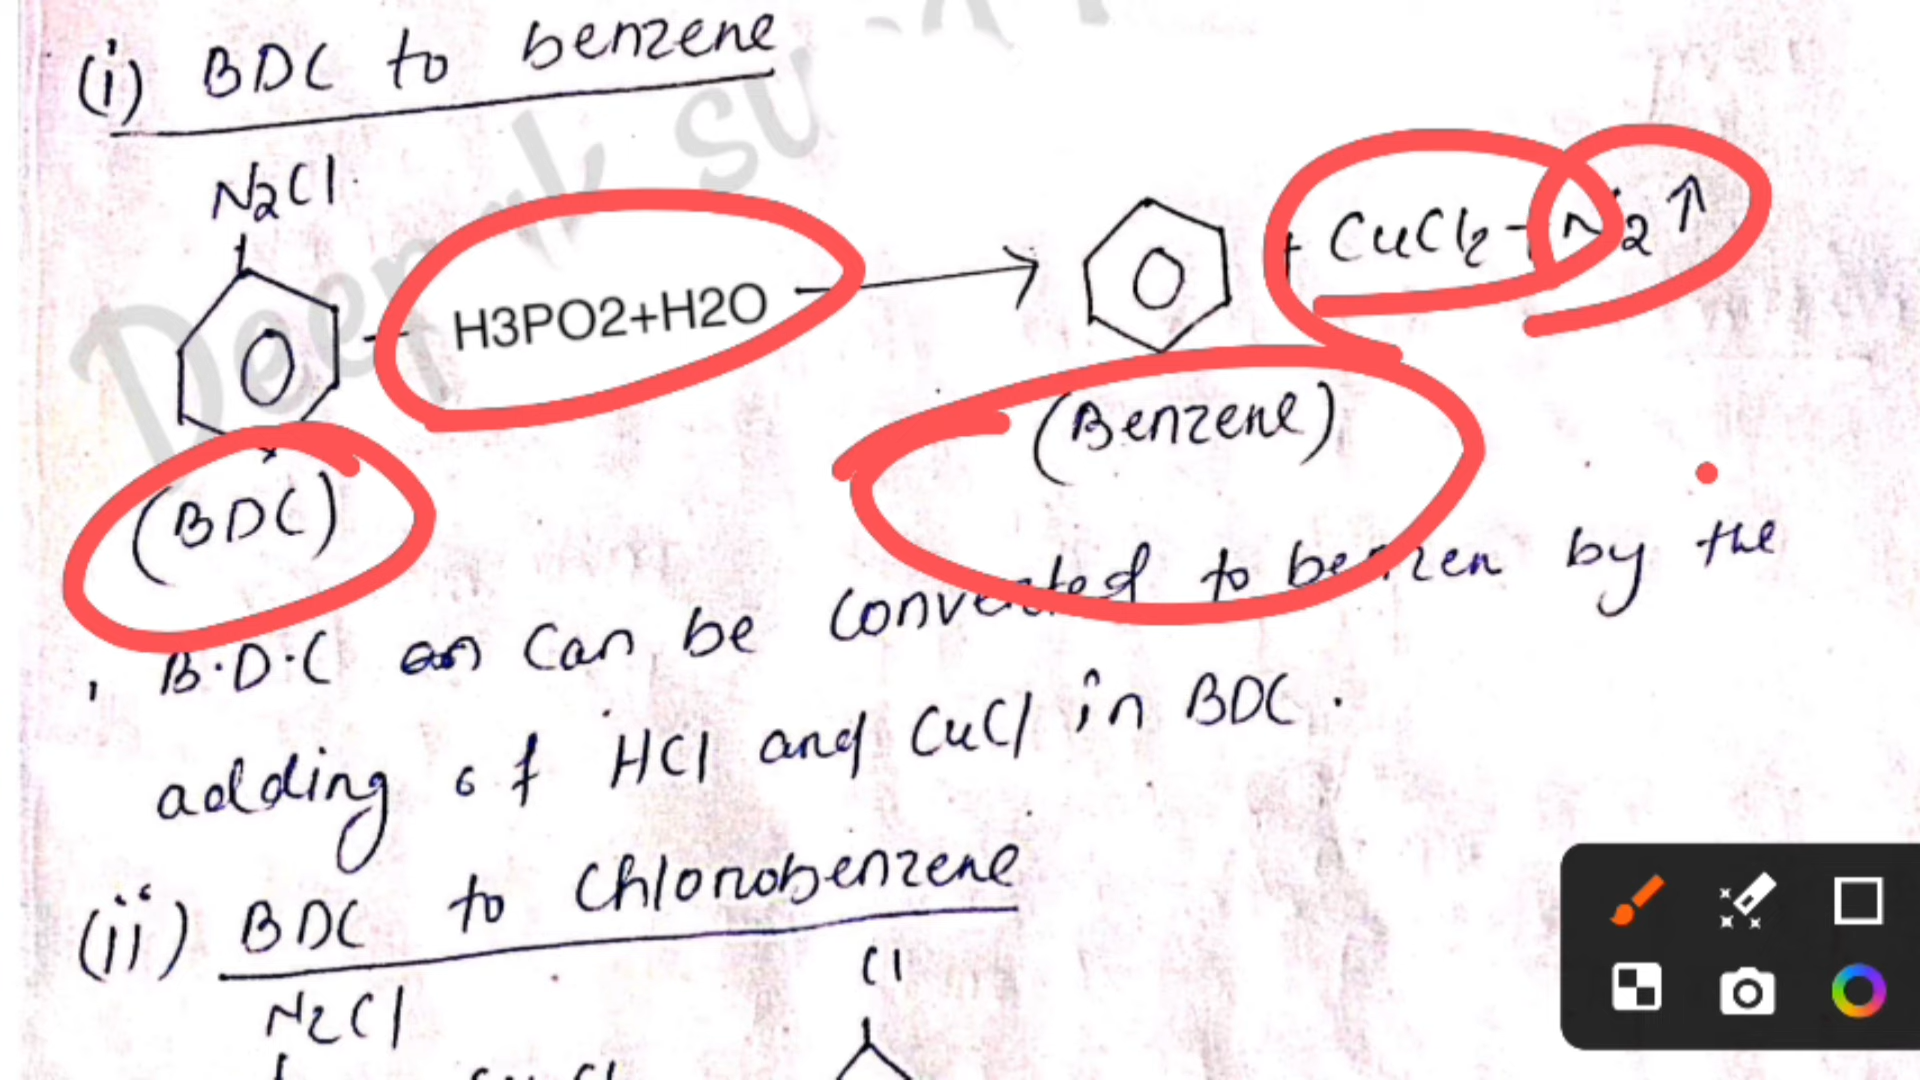 (i) BDC to benzene
N2Cl
H3PO2+H2O
+ CuCl2 + N2 ↑
(BDC)
(Benzene)
B.D.C can be converted to benzen by the
adding of HCl and CuCl in BDC.
(ii) BDC to Chlorobenzene
Cl
N2Cl